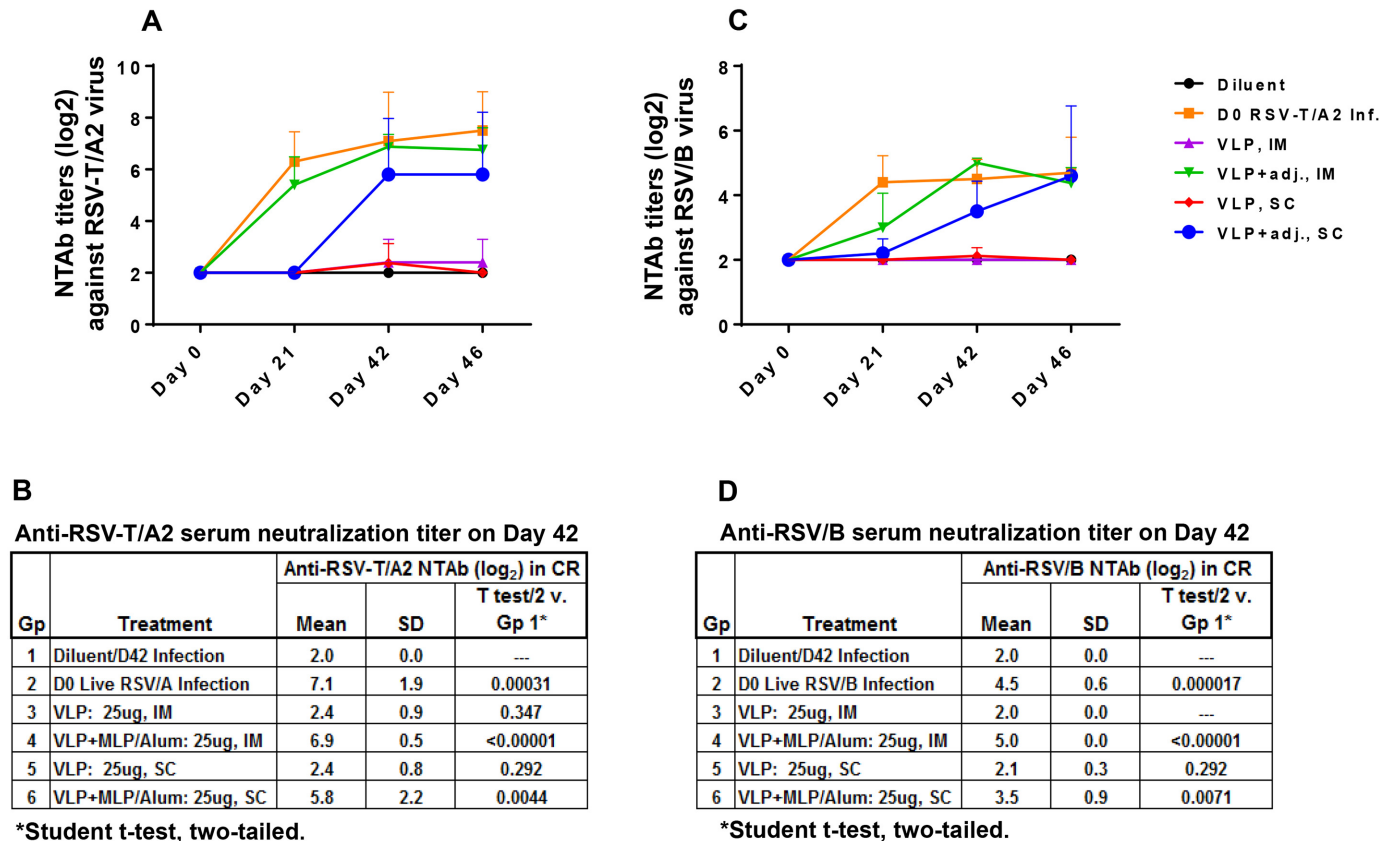 A
NTAb titers (log2)
against RSV-T/A2 virus
10
8
6
4
2
0
Day 0
Day 21
Day 42
Day 46
C
NTAb titers (log2)
against RSV/B virus
8
6
4
2
0
Day 0
Day 21
Day 42
Day 46
Diluent
D0 RSV-T/A2 Inf.
VLP, IM
VLP+adj., IM
VLP, SC
VLP+adj., SC
B
Anti-RSV-T/A2 serum neutralization titer on Day 42
Anti-RSV-T/A2 NTAb (log2) in CR
T test/2 v.
Gp Treatment Mean SD Gp 1*
1 Diluent/D42 Infection 2.0 0.0 ---
2 D0 Live RSV/A Infection 7.1 1.9 0.00031
3 VLP: 25ug, IM 2.4 0.9 0.347
4 VLP+MLP/Alum: 25ug, IM 6.9 0.5 <0.00001
5 VLP: 25ug, SC 2.4 0.8 0.292
6 VLP+MLP/Alum: 25ug, SC 5.8 2.2 0.0044
*Student t-test, two-tailed.
D
Anti-RSV/B serum neutralization titer on Day 42
Anti-RSV/B NTAb (log2) in CR
T test/2 v.
Gp Treatment Mean SD Gp 1*
1 Diluent/D42 Infection 2.0 0.0 ---
2 D0 Live RSV/B Infection 4.5 0.6 0.000017
3 VLP: 25ug, IM 2.0 0.0 ---
4 VLP+MLP/Alum: 25ug, IM 5.0 0.0 <0.00001
5 VLP: 25ug, SC 2.1 0.3 0.292
6 VLP+MLP/Alum: 25ug, SC 3.5 0.9 0.0071
*Student t-test, two-tailed.